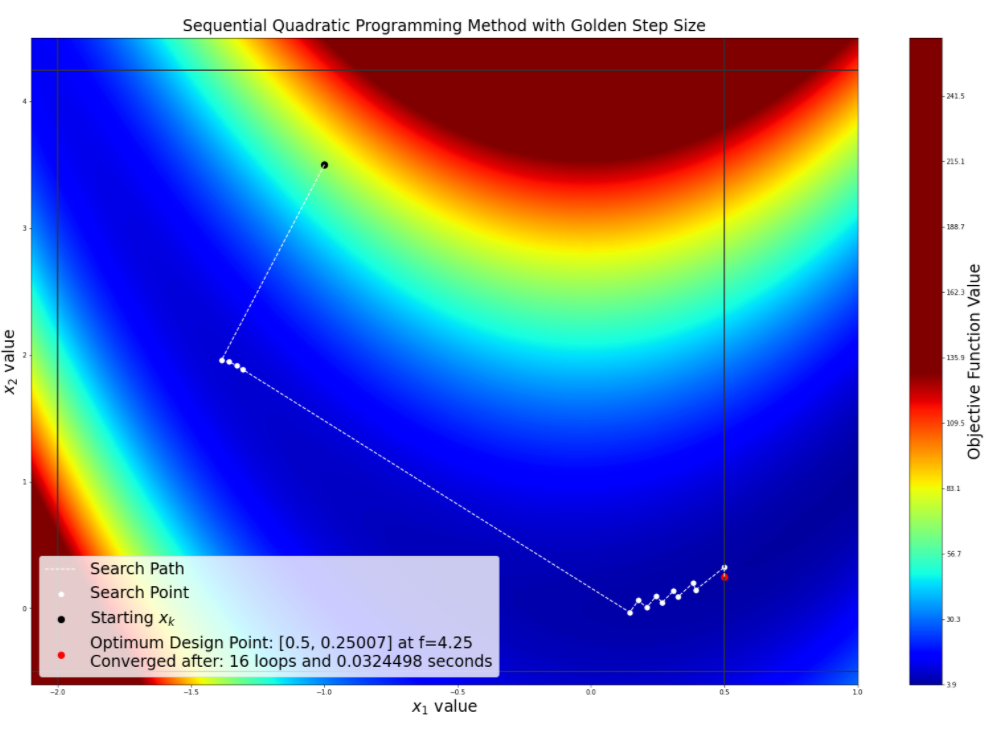 Sequential Quadratic Programming Method with Golden Step Size
x₂ value
4
3
2
1
0
Search Path
Search Point
Starting xₖ
Optimum Design Point: [0.5, 0.25007] at f=4.25
Converged after: 16 loops and 0.0324498 seconds
−2.0
−1.5
−1.0
−0.5
0.0
0.5
1.0
x₁ value
241.5
215.1
188.7
162.3
135.9
109.5
83.1
56.7
30.3
3.9
Objective Function Value